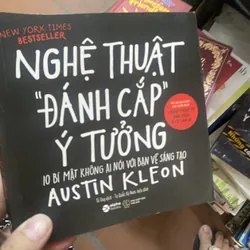 NEW YORK TIMES
BESTSELLER
NGHỆ THUẬT
"ĐÁNH CẮP"
Ý TƯỞNG
10 BÍ MẬT KHÔNG AI NÓI VỚI BẠN VỀ SÁNG TẠO
AUSTIN KLEON